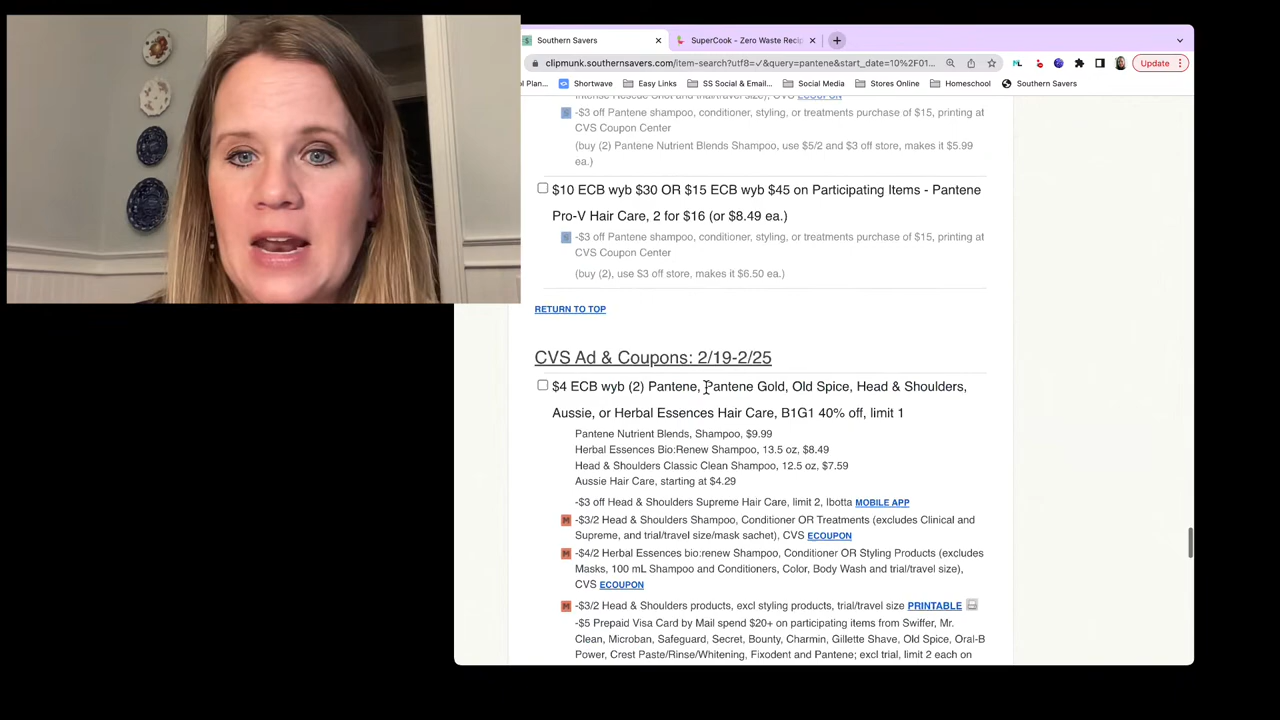 Southern Savers
SuperCook - Zero Waste Recip
clipmunk.southernsavers.com/item-search?utf8=✓&query=pantene&start_date=10%2F01...
Update
ol Plan...
Shortwave
Easy Links
SS Social & Email...
Social Media
Stores Online
Homeschool
Southern Savers
Intense Rescue Shot and trial/travel size), CVS ECOUPON
-$3 off Pantene shampoo, conditioner, styling, or treatments purchase of $15, printing at
CVS Coupon Center
(buy (2) Pantene Nutrient Blends Shampoo, use $5/2 and $3 off store, makes it $5.99
ea.)
$10 ECB wyb $30 OR $15 ECB wyb $45 on Participating Items - Pantene
Pro-V Hair Care, 2 for $16 (or $8.49 ea.)
-$3 off Pantene shampoo, conditioner, styling, or treatments purchase of $15, printing at
CVS Coupon Center
(buy (2), use $3 off store, makes it $6.50 ea.)
RETURN TO TOP
CVS Ad & Coupons: 2/19-2/25
$4 ECB wyb (2) Pantene, Pantene Gold, Old Spice, Head & Shoulders,
Aussie, or Herbal Essences Hair Care, B1G1 40% off, limit 1
Pantene Nutrient Blends, Shampoo, $9.99
Herbal Essences Bio:Renew Shampoo, 13.5 oz, $8.49
Head & Shoulders Classic Clean Shampoo, 12.5 oz, $7.59
Aussie Hair Care, starting at $4.29
-$3 off Head & Shoulders Supreme Hair Care, limit 2, Ibotta MOBILE APP
M -$3/2 Head & Shoulders Shampoo, Conditioner OR Treatments (excludes Clinical and
Supreme, and trial/travel size/mask sachet), CVS ECOUPON
M -$4/2 Herbal Essences bio:renew Shampoo, Conditioner OR Styling Products (excludes
Masks, 100 mL Shampoo and Conditioners, Color, Body Wash and trial/travel size),
CVS ECOUPON
M -$3/2 Head & Shoulders products, excl styling products, trial/travel size PRINTABLE
-$5 Prepaid Visa Card by Mail spend $20+ on participating items from Swiffer, Mr.
Clean, Microban, Safeguard, Secret, Bounty, Charmin, Gillette Shave, Old Spice, Oral-B
Power, Crest Paste/Rinse/Whitening, Fixodent and Pantene; excl trial, limit 2 each on